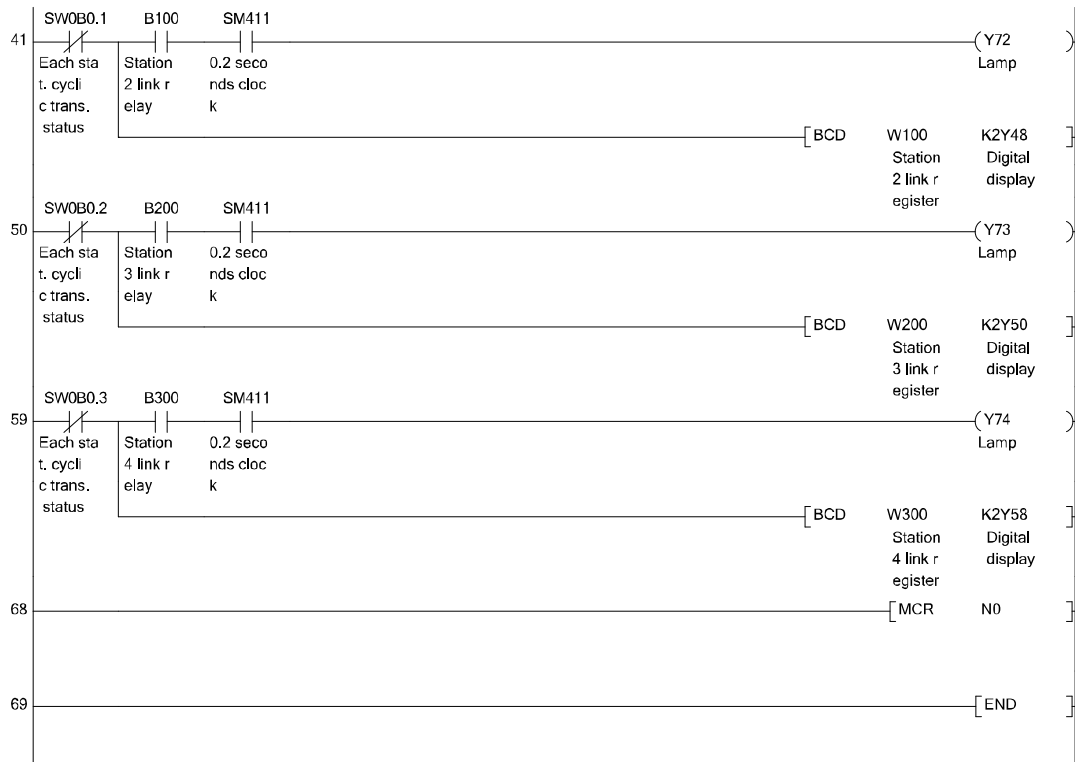 SW0B0.1 B100 SM411
41 Y72
Each sta Station 0.2 seco Lamp
t. cycli 2 link r nds cloc
c trans. elay k
status
BCD W100 K2Y48
Station Digital
2 link r display
egister
SW0B0.2 B200 SM411
50 Y73
Each sta Station 0.2 seco Lamp
t. cycli 3 link r nds cloc
c trans. elay k
status
BCD W200 K2Y50
Station Digital
3 link r display
egister
SW0B0.3 B300 SM411
59 Y74
Each sta Station 0.2 seco Lamp
t. cycli 4 link r nds cloc
c trans. elay k
status
BCD W300 K2Y58
Station Digital
4 link r display
egister
68 MCR N0
69 END